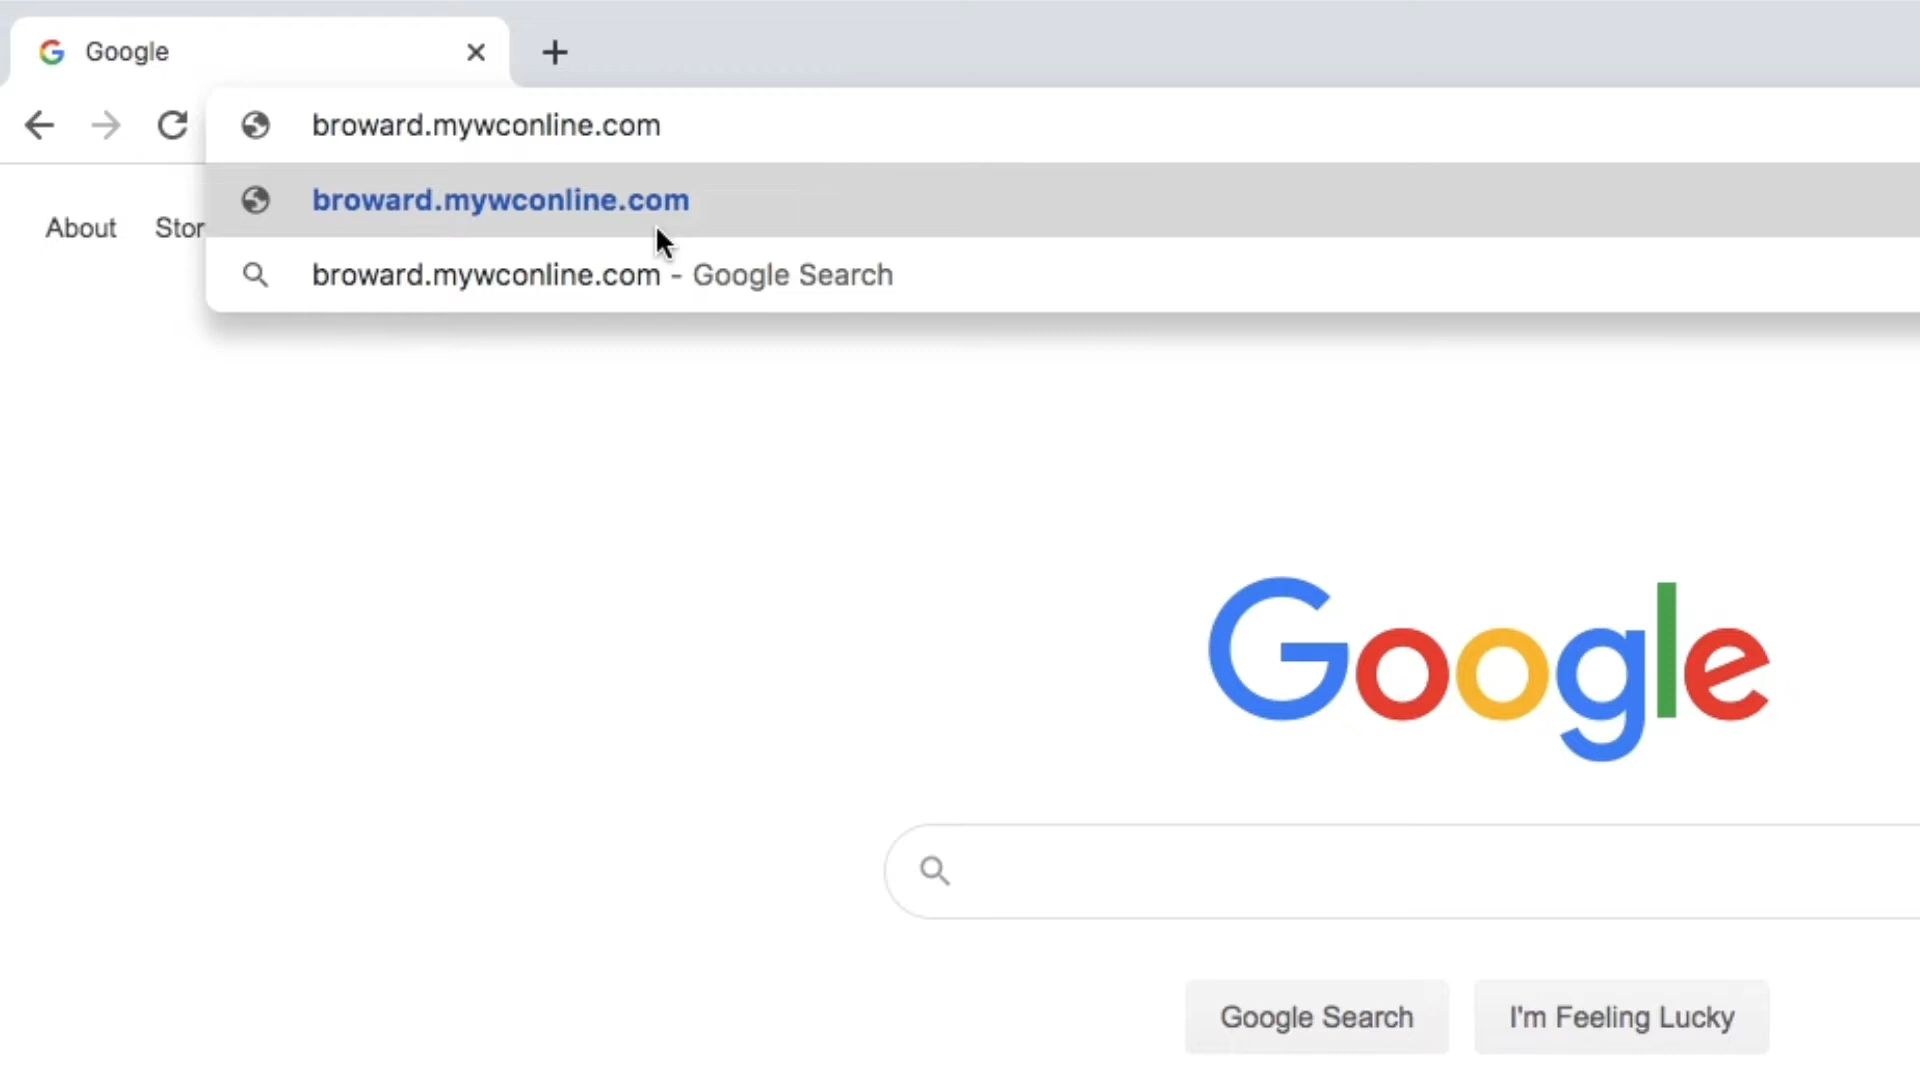 Google
broward.mywconline.com
broward.mywconline.com
About Stor
broward.mywconline.com - Google Search
Google
Google Search
I'm Feeling Lucky